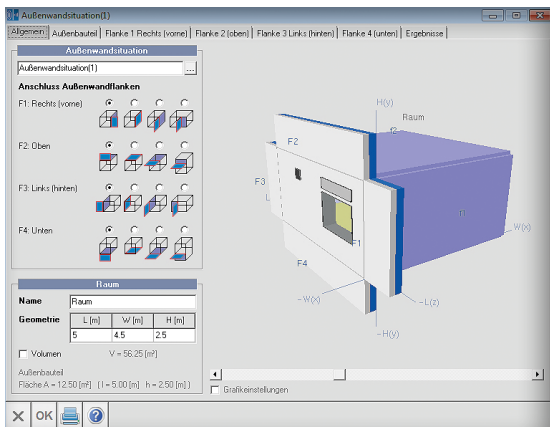 Außenwandsituation(1)
Allgemein Außenbauteil Flanke 1 Rechts (vorne) Flanke 2 (oben) Flanke 3 Links (hinten) Flanke 4 (unten) Ergebnisse
Außenwandsituation
Außenwandsituation(1) ...
Anschluss Außenwandflanken
F1: Rechts (vorne)
F2: Oben
F3: Links (hinten)
F4: Unten
Raum
Name Raum
Geometrie L [m] W [m] H [m]
5 4.5 2.5
Volumen V = 56.25 [m³]
Außenbauteil
Fläche A = 12.50 [m²] ( l = 5.00 [m] h = 2.50 [m] )
H(y)
Raum
f2
F2
F3
L
f1
W(x)
F1
F4
-W(x)
-L(z)
-H(y)
Grafikeinstellungen
OK